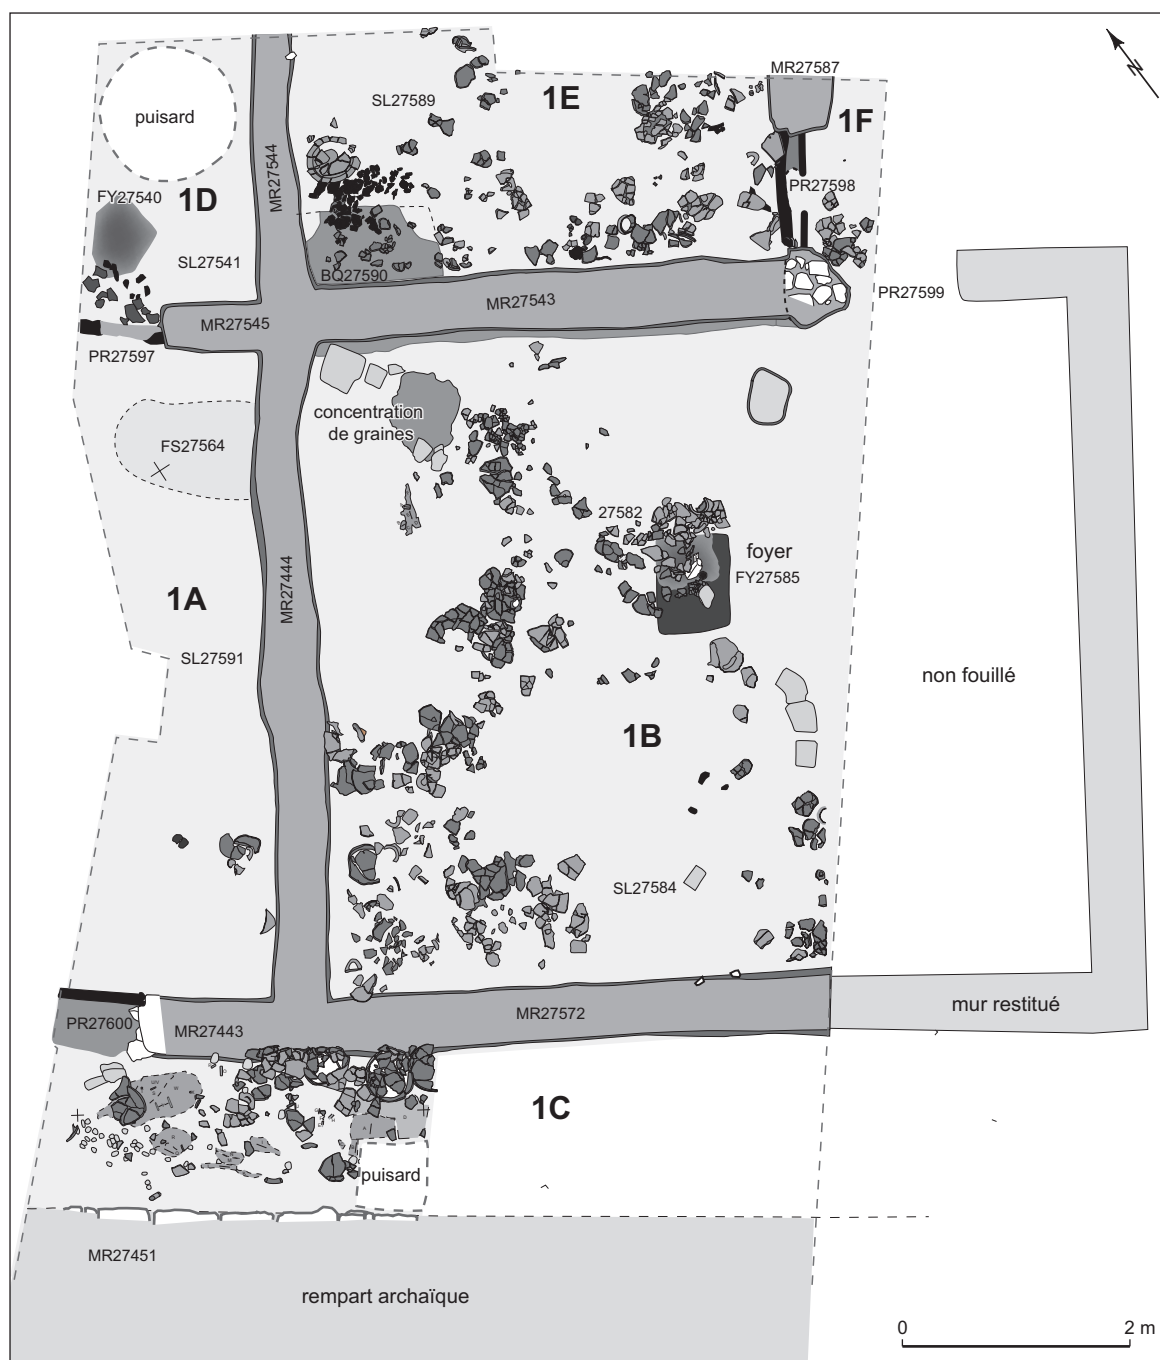 N
MR27587
1E
SL27589
puisard
1F
MR27544
PR27598
FY27540
1D
SL27541
BQ27590
PR27599
MR27543
MR27545
PR27597
concentration
de graines
FS27564
27582
foyer
FY27585
MR27444
1A
SL27591
non fouillé
1B
SL27584
mur restitué
PR27600
MR27443
MR27572
1C
puisard
MR27451
rempart archaïque
0
2 m